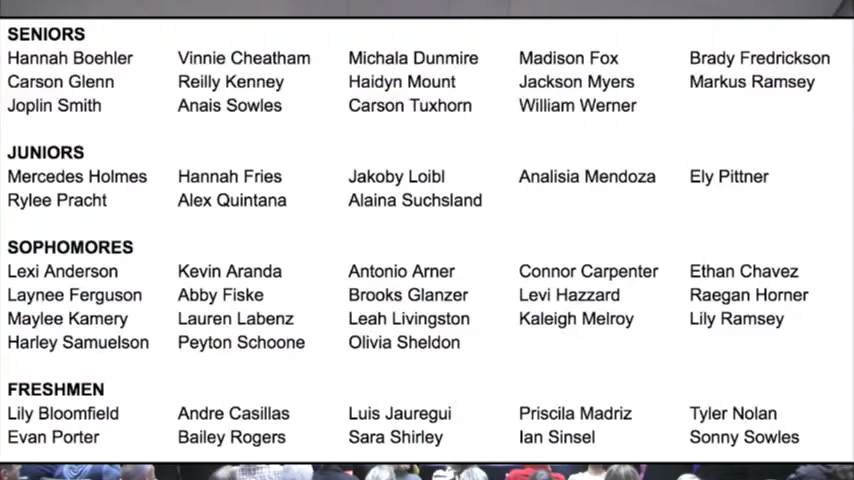 SENIORS
Hannah Boehler Vinnie Cheatham Michala Dunmire Madison Fox Brady Fredrickson
Carson Glenn Reilly Kenney Haidyn Mount Jackson Myers Markus Ramsey
Joplin Smith Anais Sowles Carson Tuxhorn William Werner
JUNIORS
Mercedes Holmes Hannah Fries Jakoby Loibl Analisia Mendoza Ely Pittner
Rylee Pracht Alex Quintana Alaina Suchsland
SOPHOMORES
Lexi Anderson Kevin Aranda Antonio Arner Connor Carpenter Ethan Chavez
Laynee Ferguson Abby Fiske Brooks Glanzer Levi Hazzard Raegan Horner
Maylee Kamery Lauren Labenz Leah Livingston Kaleigh Melroy Lily Ramsey
Harley Samuelson Peyton Schoone Olivia Sheldon
FRESHMEN
Lily Bloomfield Andre Casillas Luis Jauregui Priscila Madriz Tyler Nolan
Evan Porter Bailey Rogers Sara Shirley Ian Sinsel Sonny Sowles